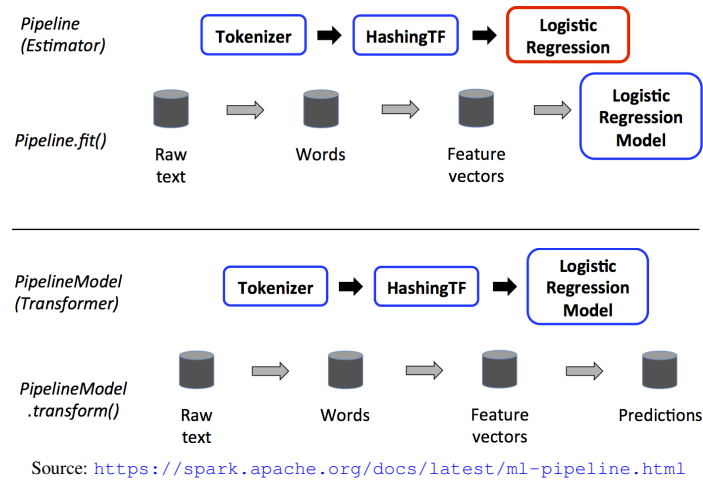 Pipeline
(Estimator)
Tokenizer
HashingTF
Logistic
Regression
Pipeline.fit()
Raw
text
Words
Feature
vectors
Logistic
Regression
Model
PipelineModel
(Transformer)
Tokenizer
HashingTF
Logistic
Regression
Model
PipelineModel
.transform()
Raw
text
Words
Feature
vectors
Predictions
Source: https://spark.apache.org/docs/latest/ml-pipeline.html